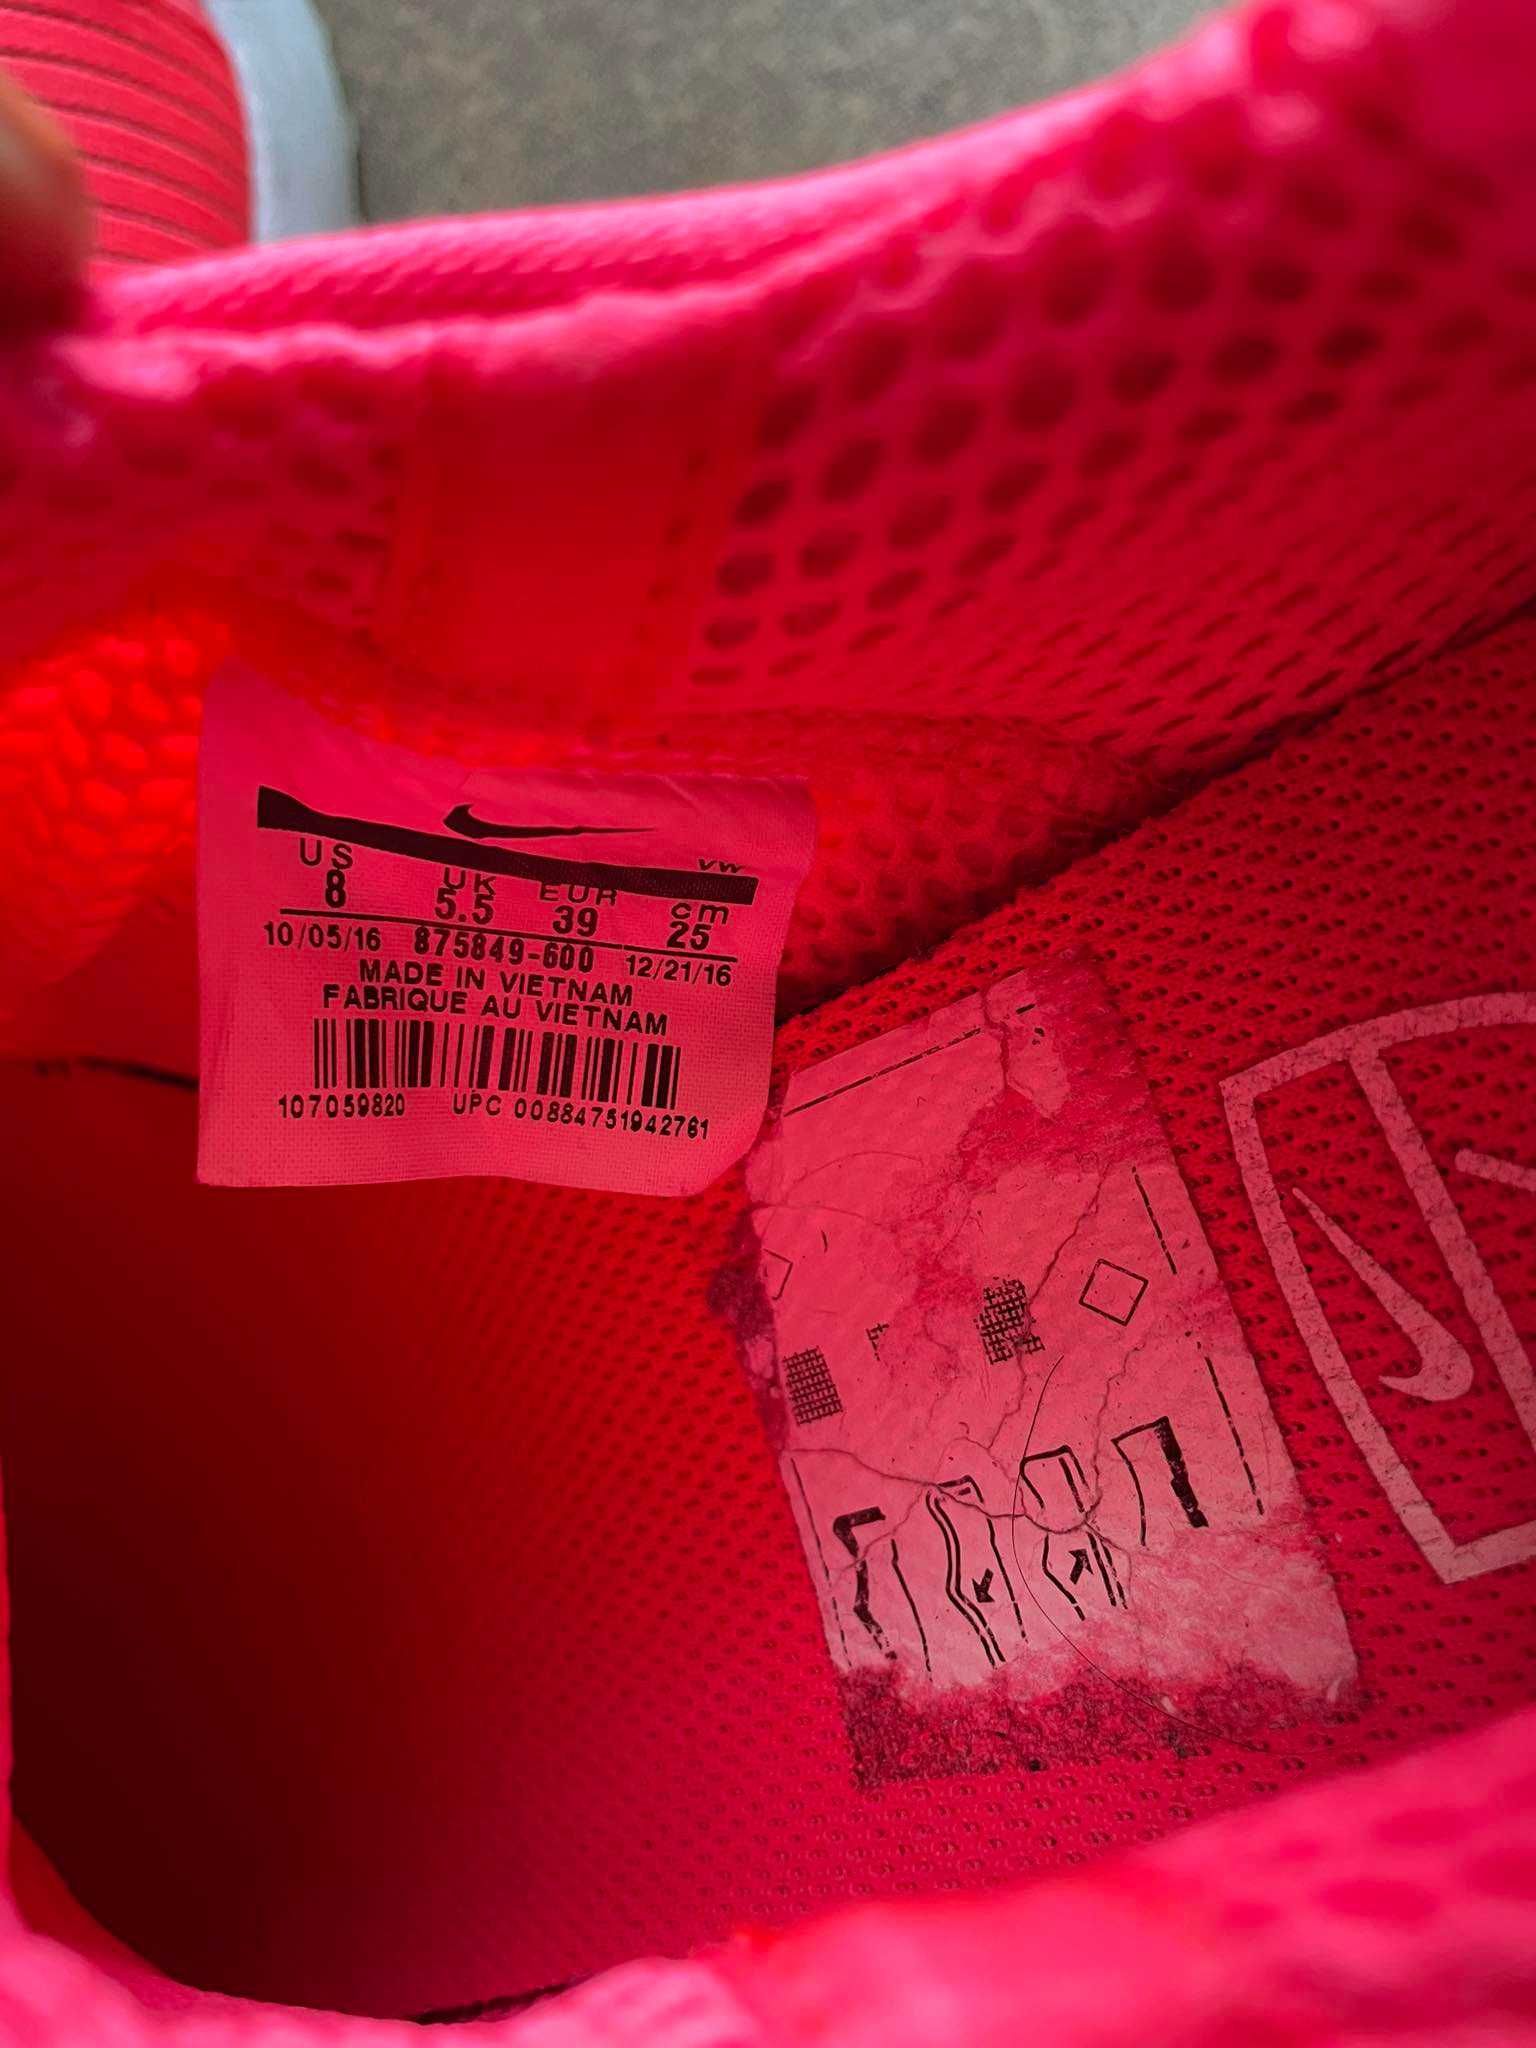 VW
US UK EUR cm
8 5.5 39 25
10/05/16 875849-600 12/21/16
MADE IN VIETNAM
FABRIQUE AU VIETNAM
107059820 UPC 00884751942761